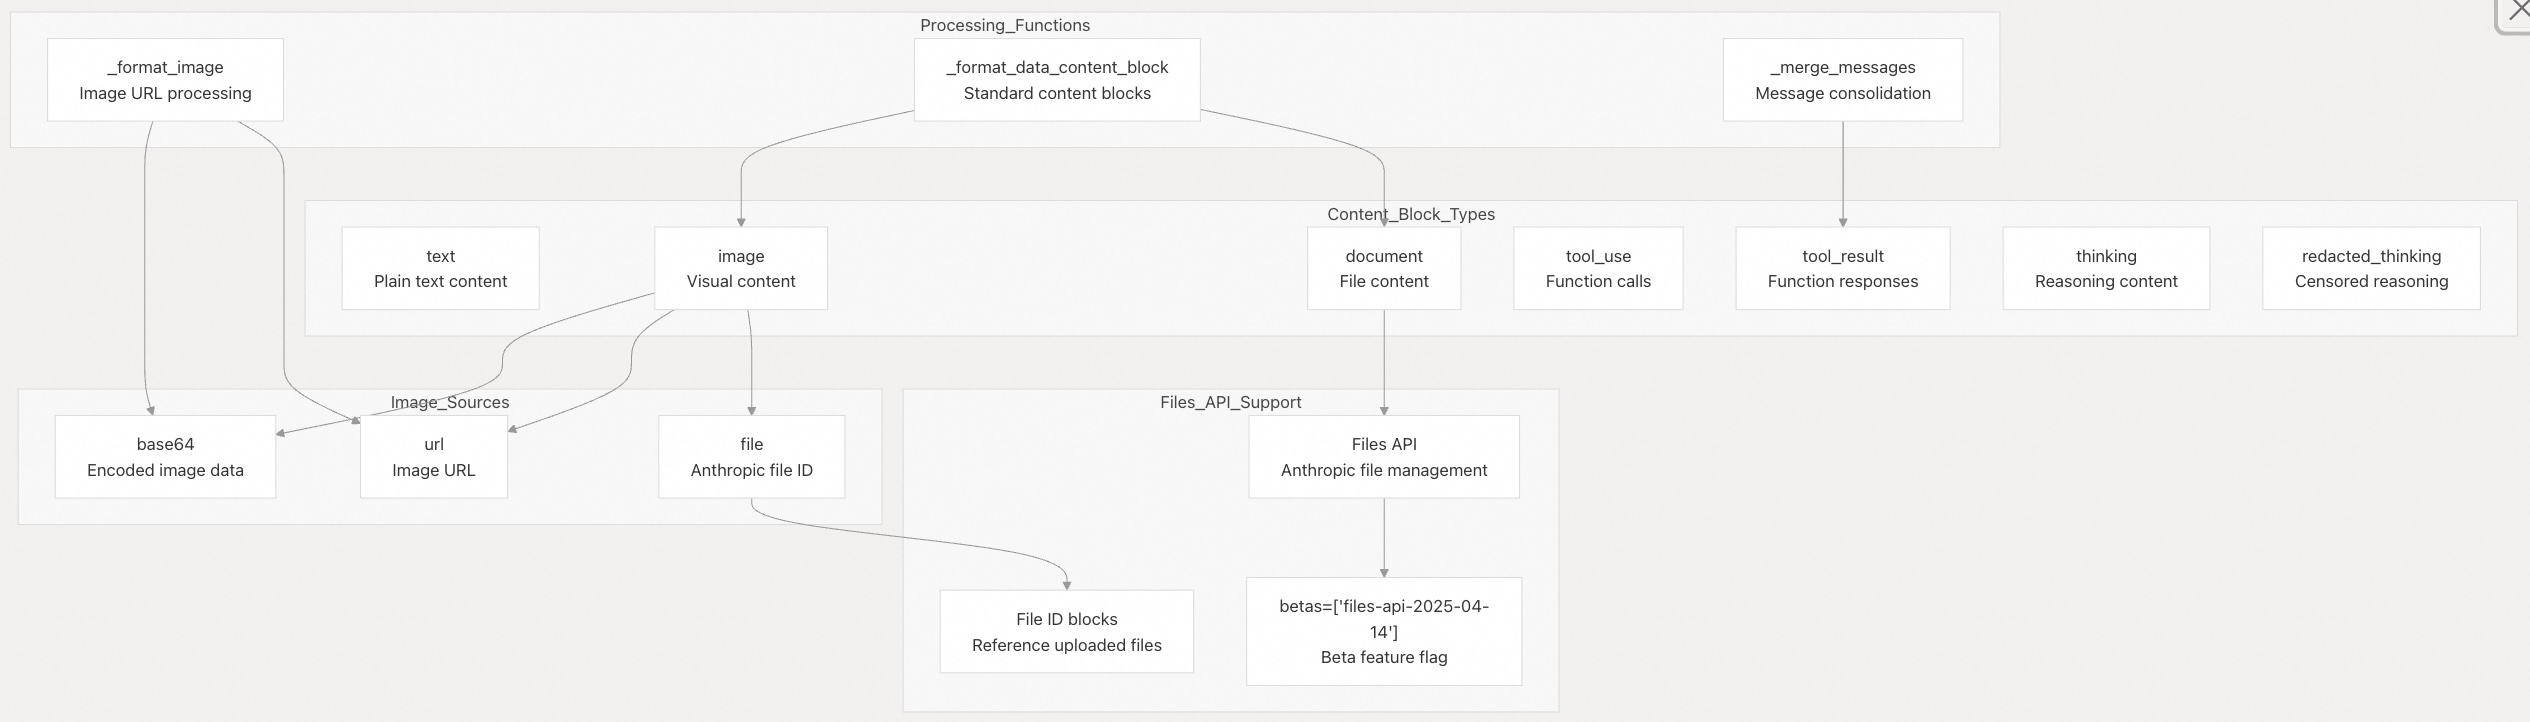 Processing_Functions
_format_image
Image URL processing
_format_data_content_block
Standard content blocks
_merge_messages
Message consolidation
Content_Block_Types
text
Plain text content
image
Visual content
document
File content
tool_use
Function calls
tool_result
Function responses
thinking
Reasoning content
redacted_thinking
Censored reasoning
Image_Sources
base64
Encoded image data
url
Image URL
file
Anthropic file ID
Files_API_Support
Files API
Anthropic file management
File ID blocks
Reference uploaded files
betas=['files-api-2025-04-
14']
Beta feature flag